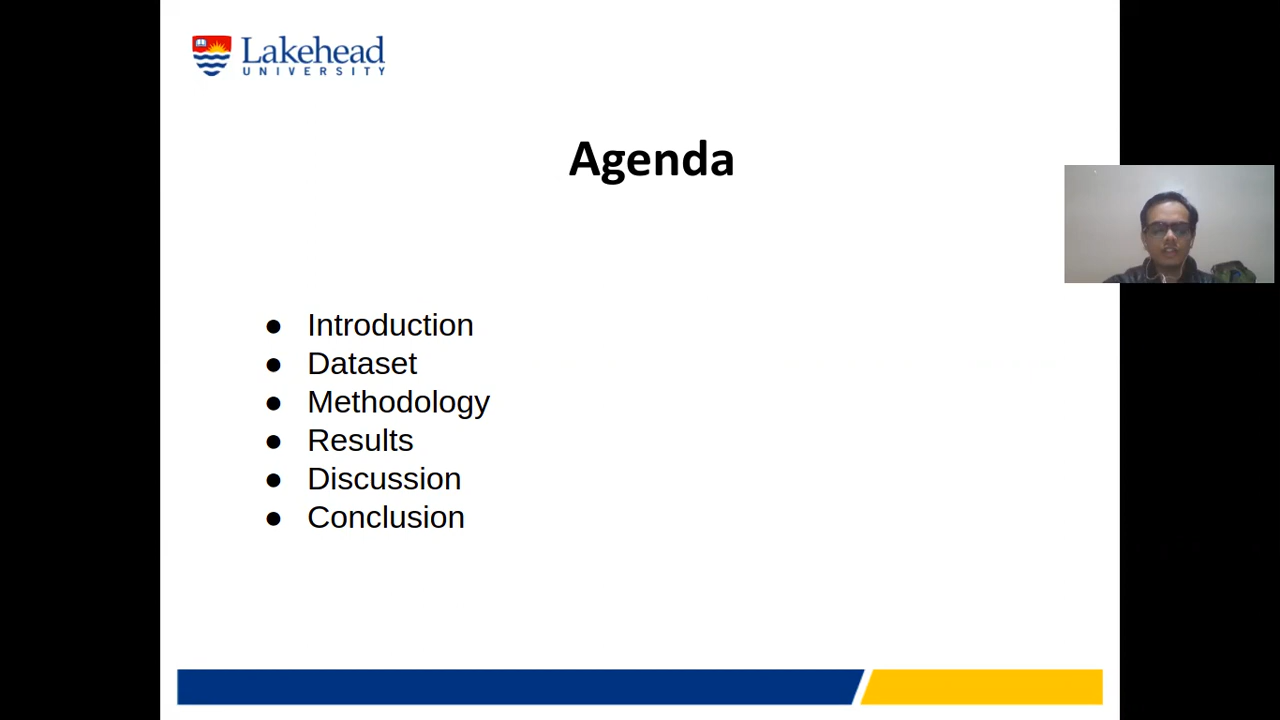 Lakehead
UNIVERSITY
Agenda
● Introduction
● Dataset
● Methodology
● Results
● Discussion
● Conclusion